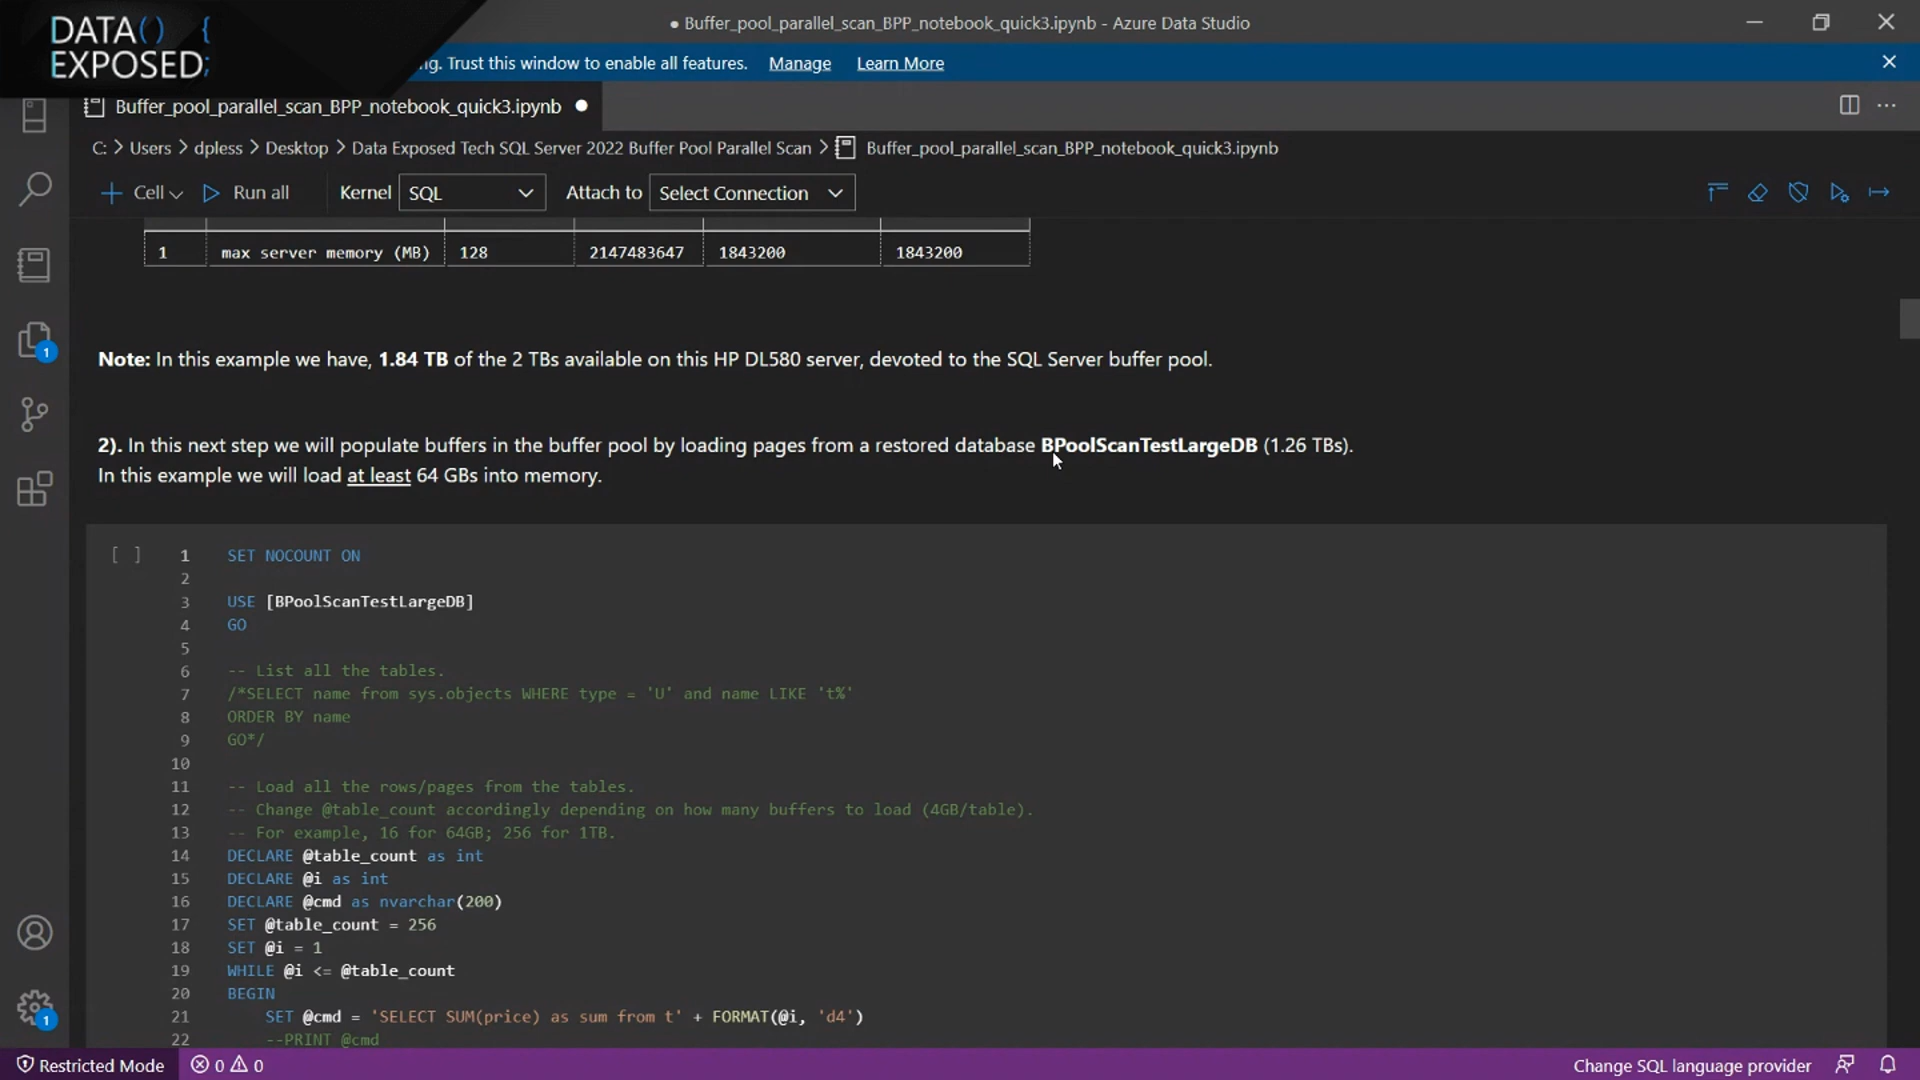 DATA() {
EXPOSED;
● Buffer_pool_parallel_scan_BPP_notebook_quick3.ipynb - Azure Data Studio
ng. Trust this window to enable all features. Manage Learn More
Buffer_pool_parallel_scan_BPP_notebook_quick3.ipynb ●
C: > Users > dpless > Desktop > Data Exposed Tech SQL Server 2022 Buffer Pool Parallel Scan > Buffer_pool_parallel_scan_BPP_notebook_quick3.ipynb
Cell Run all Kernel SQL Attach to Select Connection
1 max server memory (MB) 128 2147483647 1843200 1843200
Note: In this example we have, 1.84 TB of the 2 TBs available on this HP DL580 server, devoted to the SQL Server buffer pool.
2). In this next step we will populate buffers in the buffer pool by loading pages from a restored database BPoolScanTestLargeDB (1.26 TBs).
In this example we will load at least 64 GBs into memory.
[ ] 1 SET NOCOUNT ON
2
3 USE [BPoolScanTestLargeDB]
4 GO
5
6 -- List all the tables.
7 /*SELECT name from sys.objects WHERE type = 'U' and name LIKE 't%'
8 ORDER BY name
9 GO*/
10
11 -- Load all the rows/pages from the tables.
12 -- Change @table_count accordingly depending on how many buffers to load (4GB/table).
13 -- For example, 16 for 64GB; 256 for 1TB.
14 DECLARE @table_count as int
15 DECLARE @i as int
16 DECLARE @cmd as nvarchar(200)
17 SET @table_count = 256
18 SET @i = 1
19 WHILE @i <= @table_count
20 BEGIN
21 SET @cmd = 'SELECT SUM(price) as sum from t' + FORMAT(@i, 'd4')
22 --PRINT @cmd
1
1
Restricted Mode 0 0 Change SQL language provider